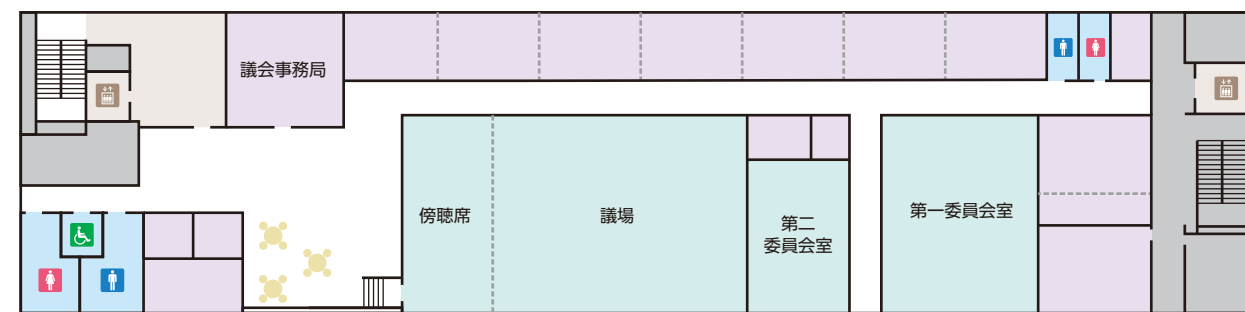 議会事務局
傍聴席
議場
第二
委員会室
第一委員会室